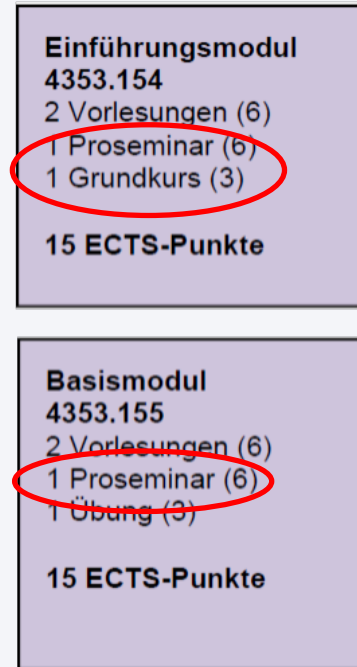 Einführungsmodul
4353.154
2 Vorlesungen (6)
1 Proseminar (6)
1 Grundkurs (3)
15 ECTS-Punkte
Basismodul
4353.155
2 Vorlesungen (6)
1 Proseminar (6)
1 Übung (3)
15 ECTS-Punkte